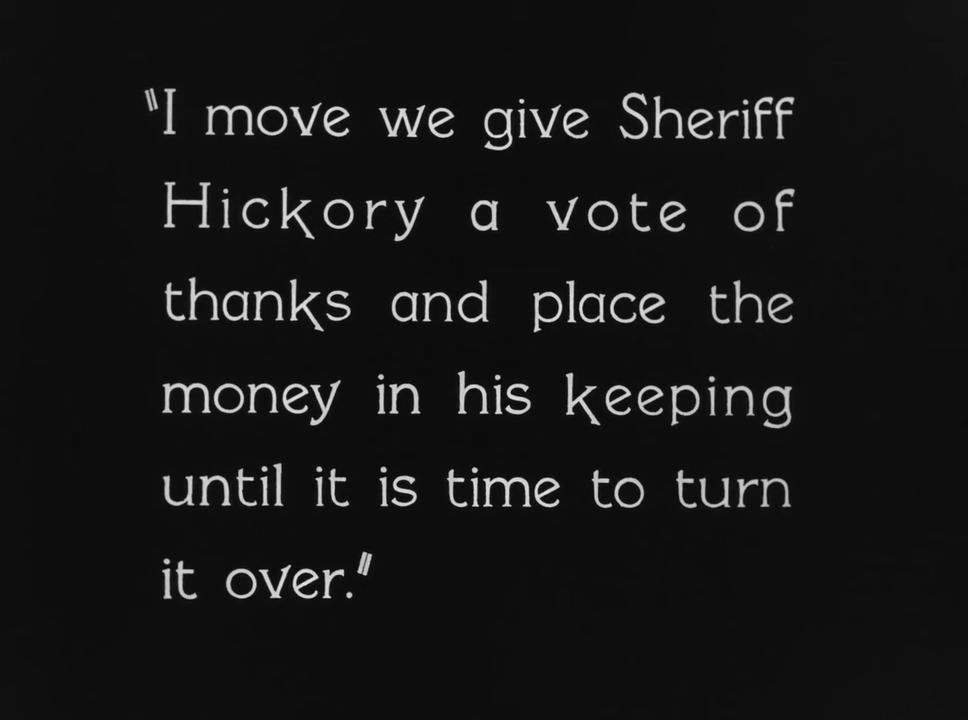 "I move we give Sheriff
Hickory a vote of
thanks and place the
money in his keeping
until it is time to turn
it over."